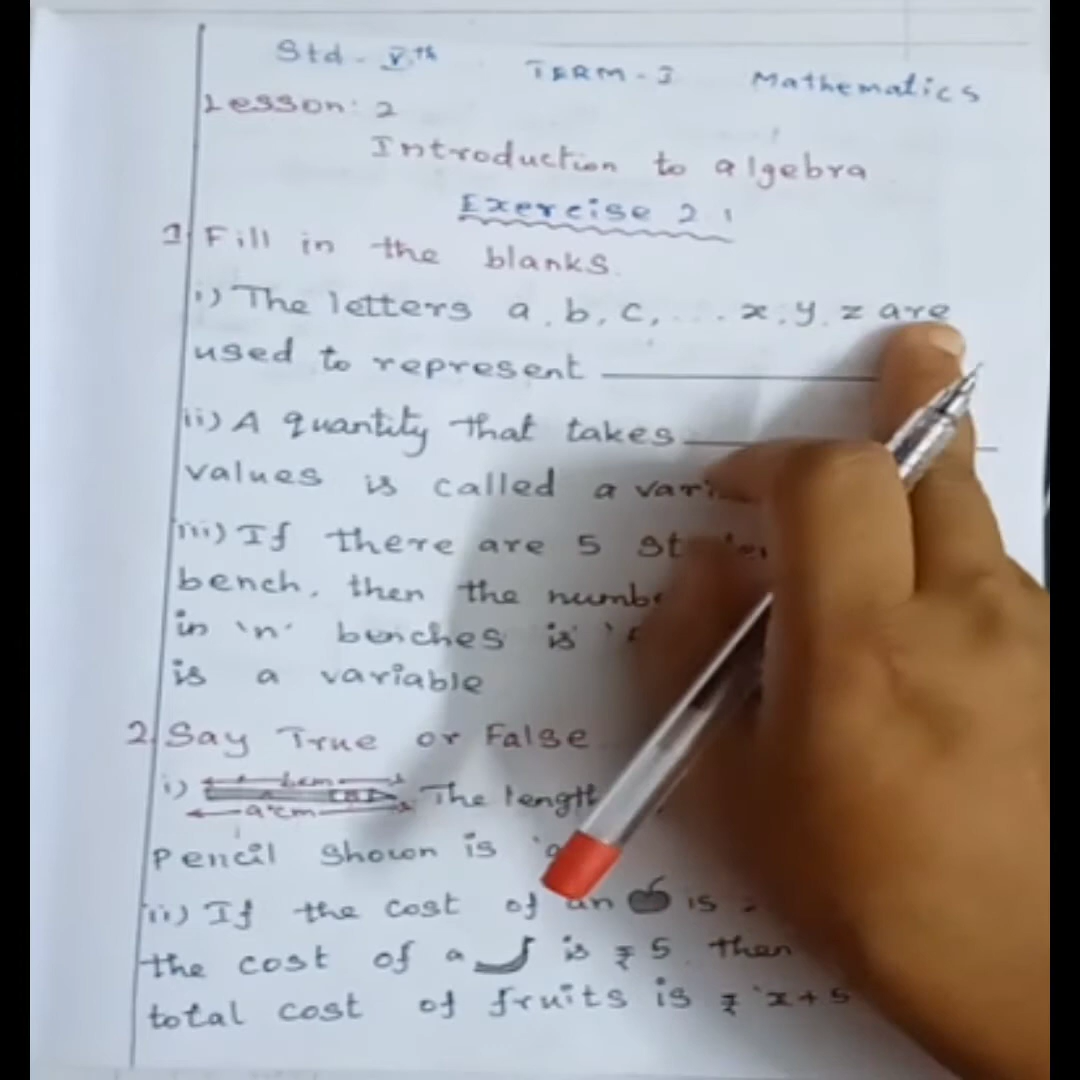 Std - Vth TERM - I Mathematics
Lesson: 2
Introduction to algebra
Exercise 2.1
1 Fill in the blanks.
i) The letters a, b, c, ... x, y, z are
used to represent
ii) A quantity that takes
values is called a
iii) If there are 5
bench, then the
in 'n' benches is
is a variable
2 Say True or False
i) 6cm The length
a cm
Pencil Shown is
ii) If the cost of an is
the cost of a is ₹ 5. Then
total cost of fruits is ₹ 'x+5